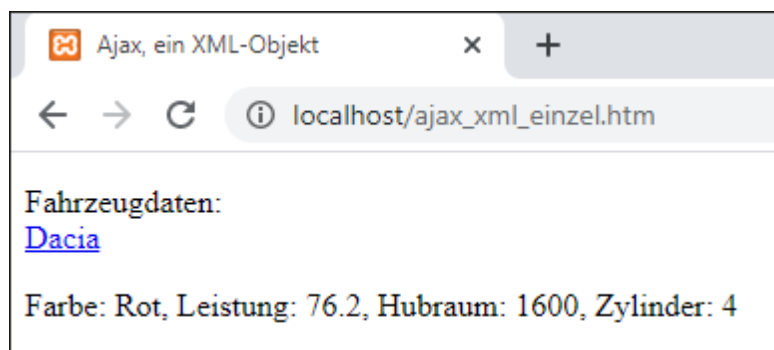 Ajax, ein XML-Objekt
localhost/ajax_xml_einzel.htm
Fahrzeugdaten:
Dacia
Farbe: Rot, Leistung: 76.2, Hubraum: 1600, Zylinder: 4